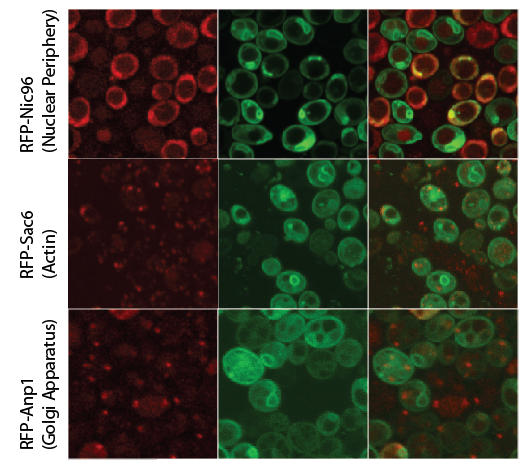 RFP-Nic96
(Nuclear Periphery)
RFP-Sac6
(Actin)
RFP-Anp1
(Golgi Apparatus)